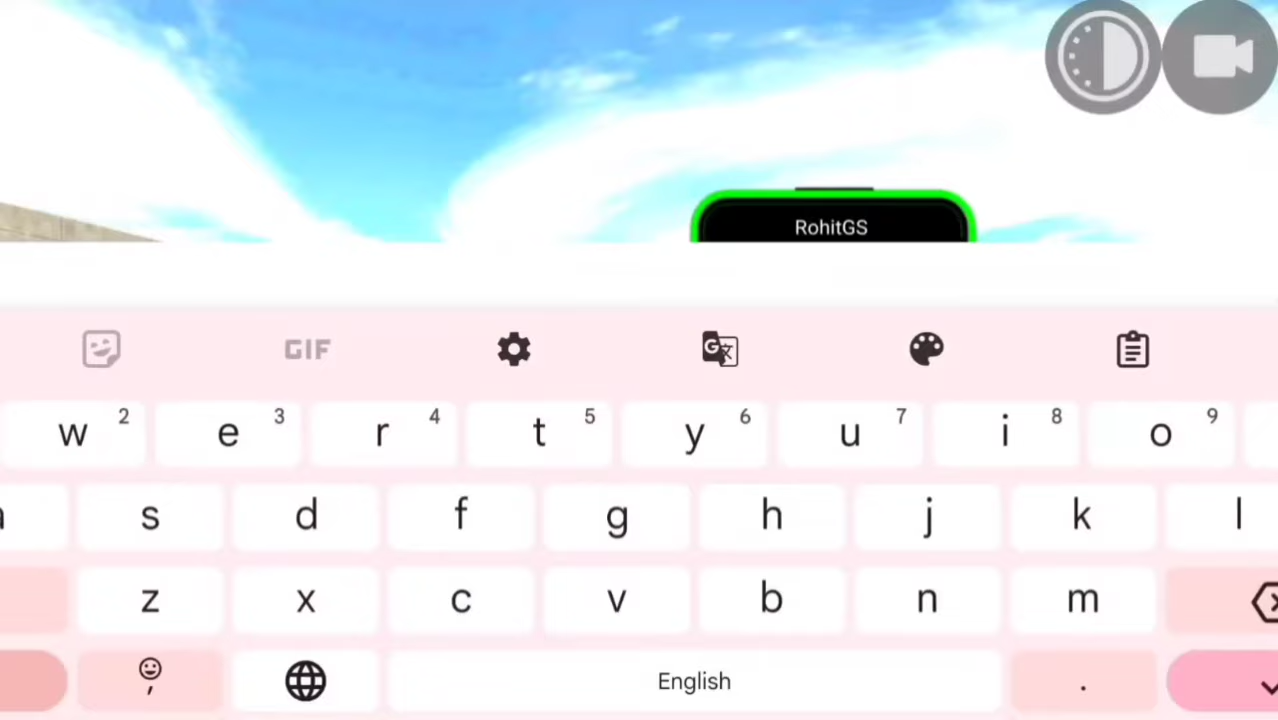 RohitGS
GIF
w 2 e 3 r 4 t 5 y 6 u 7 i 8 o 9
a s d f g h j k l
z x c v b n m
, English .